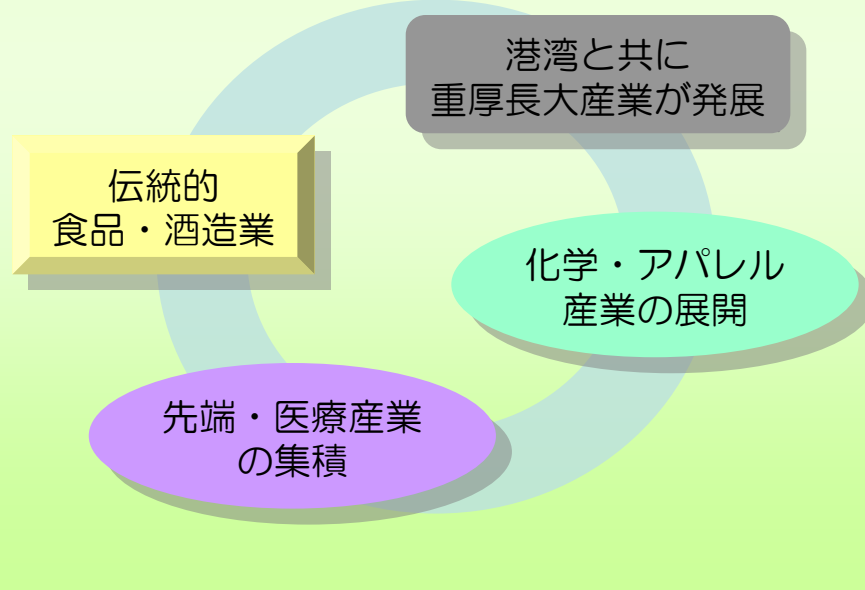 港湾と共に
重厚長大産業が発展
伝統的
食品・酒造業
化学・アパレル
産業の展開
先端・医療産業
の集積